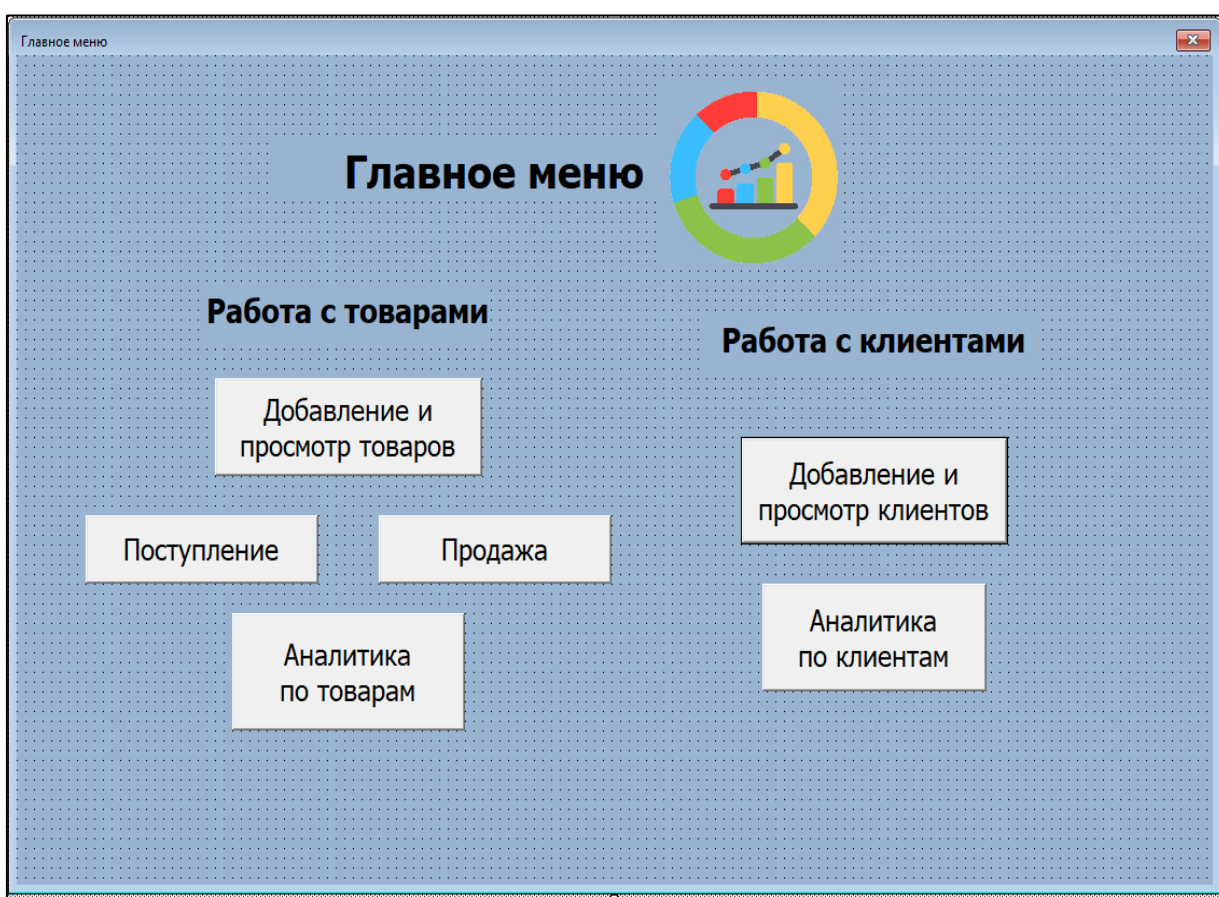 Главное меню
Главное меню
Работа с товарами
Добавление и
просмотр товаров
Поступление
Продажа
Аналитика
по товарам
Работа с клиентами
Добавление и
просмотр клиентов
Аналитика
по клиентам